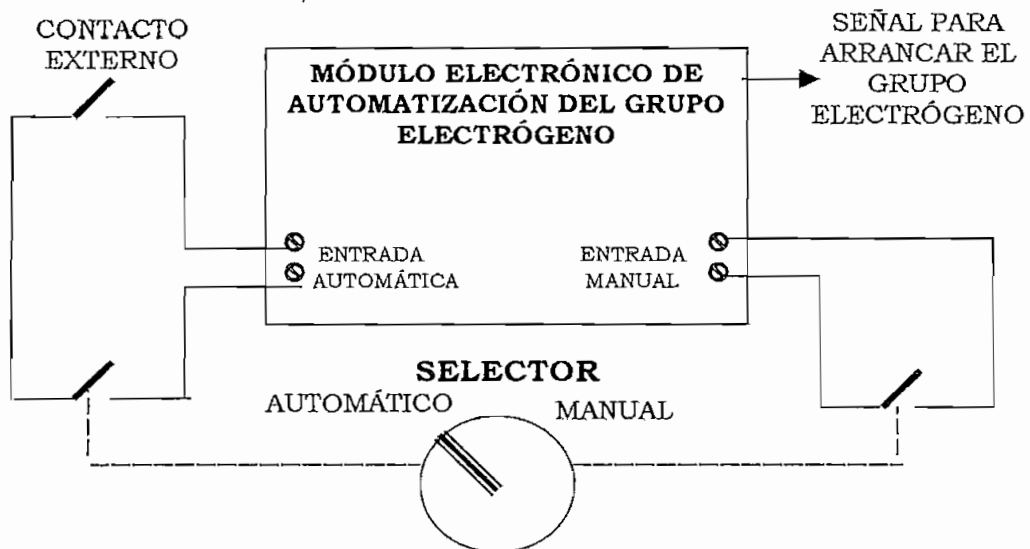 CONTACTO
EXTERNO
MÓDULO ELECTRÓNICO DE
AUTOMATIZACIÓN DEL GRUPO
ELECTRÓGENO
SEÑAL PARA
ARRANCAR EL
GRUPO
ELECTRÓGENO
ENTRADA
AUTOMÁTICA
ENTRADA
MANUAL
SELECTOR
AUTOMÁTICO
MANUAL